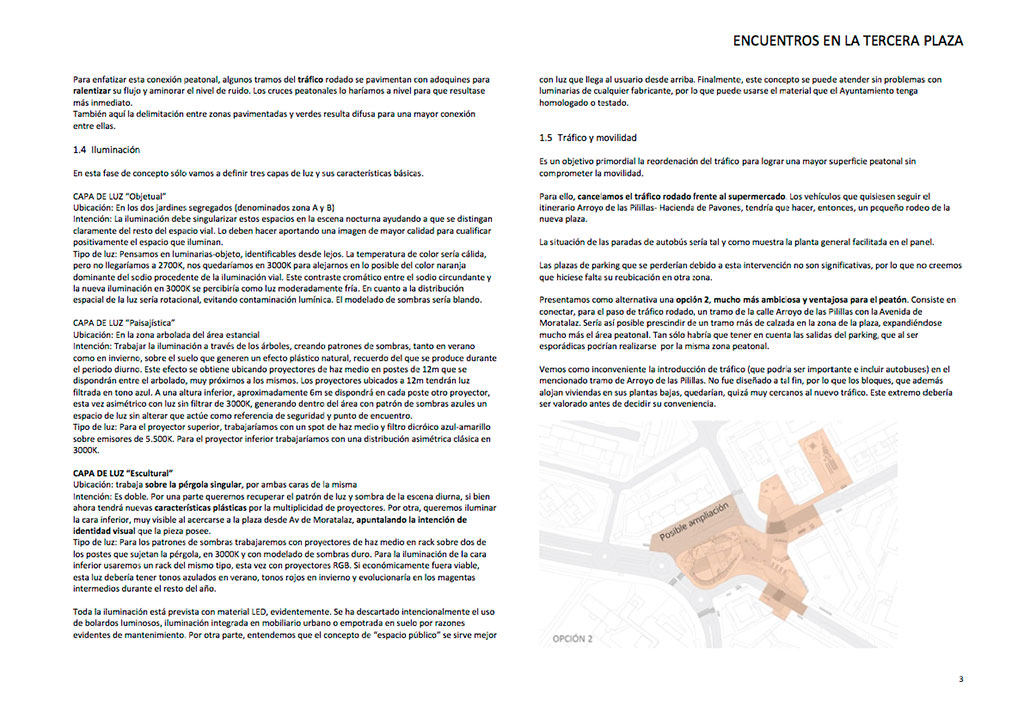 ENCUENTROS EN LA TERCERA PLAZA
Para enfatizar esta conexión peatonal, algunos tramos del tráfico rodado se pavimentan con adoquines para
ralentizar su flujo y aminorar el nivel de ruido. Los cruces peatonales lo haríamos a nivel para que resultase
más inmediato.
También aquí la delimitación entre zonas pavimentadas y verdes resulta difusa para una mayor conexión
entre ellas.
1.4 Iluminación
En esta fase de concepto sólo vamos a definir tres capas de luz y sus características básicas.
CAPA DE LUZ "Objetual"
Ubicación: En los dos jardines segregados (denominados zona A y B)
Intención: La iluminación debe singularizar estos espacios en la escena nocturna ayudando a que se distingan
claramente del resto del espacio vial. Lo deben hacer aportando una imagen de mayor calidad para cualificar
positivamente el espacio que iluminan.
Tipo de luz: Pensamos en luminarias-objeto, identificables desde lejos. La temperatura de color sería cálida,
pero no llegaríamos a 2700K, nos quedaríamos en 3000K para alejarnos en lo posible del color naranja
dominante del sodio procedente de la iluminación vial. Este contraste cromático entre el sodio circundante y
la nueva iluminación en 3000K se percibiría como luz moderadamente fría. En cuanto a la distribución
espacial de la luz sería rotacional, evitando contaminación lumínica. El modelado de sombras sería blando.
CAPA DE LUZ "Paisajística"
Ubicación: En la zona arbolada del área estancial
Intención: Trabajar la iluminación a través de los árboles, creando patrones de sombras, tanto en verano
como en invierno, sobre el suelo que generen un efecto plástico natural, recuerdo del que se produce durante
el periodo diurno. Este efecto se obtiene ubicando proyectores de haz medio en postes de 12m que se
dispondrán entre el arbolado, muy próximos a los mismos. Los proyectores ubicados a 12m tendrán luz
filtrada en tono azul. A una altura inferior, aproximadamente 6m se dispondrá en cada poste otro proyector,
esta vez asimétrico con luz sin filtrar de 3000K, generando dentro del área con patrón de sombras azules un
espacio de luz sin alterar que actúe como referencia de seguridad y punto de encuentro.
Tipo de luz: Para el proyector superior, trabajaríamos con un spot de haz medio y filtro dicróico azul-amarillo
sobre emisores de 5.500K. Para el proyector inferior trabajaríamos con una distribución asimétrica clásica en
3000K.
CAPA DE LUZ "Escultural"
Ubicación: trabaja sobre la pérgola singular, por ambas caras de la misma
Intención: Es doble. Por una parte queremos recuperar el patrón de luz y sombra de la escena diurna, si bien
ahora tendrá nuevas características plásticas por la multiplicidad de proyectores. Por otra, queremos iluminar
la cara inferior, muy visible al acercarse a la plaza desde Av de Moratalaz, apuntalando la intención de
identidad visual que la pieza posee.
Tipo de luz: Para los patrones de sombras trabajaremos con proyectores de haz medio en rack sobre dos de
los postes que sujetan la pérgola, en 3000K y con modelado de sombras duro. Para la iluminación de la cara
inferior usaremos un rack del mismo tipo, esta vez con proyectores RGB. Si económicamente fuera viable,
esta luz debería tener tonos azulados en verano, tonos rojos en invierno y evolucionaría en los magentas
intermedios durante el resto del año.
Toda la iluminación está prevista con material LED, evidentemente. Se ha descartado intencionalmente el uso
de bolardos luminosos, iluminación integrada en mobiliario urbano o empotrada en suelo por razones
evidentes de mantenimiento. Por otra parte, entendemos que el concepto de "espacio público" se sirve mejor
con luz que llega al usuario desde arriba. Finalmente, este concepto se puede atender sin problemas con
luminarias de cualquier fabricante, por lo que puede usarse el material que el Ayuntamiento tenga
homologado o testado.
1.5 Tráfico y movilidad
Es un objetivo primordial la reordenación del tráfico para lograr una mayor superficie peatonal sin
comprometer la movilidad.
Para ello, cancelamos el tráfico rodado frente al supermercado. Los vehículos que quisiesen seguir el
itinerario Arroyo de las Pilillas- Hacienda de Pavones, tendría que hacer, entonces, un pequeño rodeo de la
nueva plaza.
La situación de las paradas de autobús sería tal y como muestra la planta general facilitada en el panel.
Las plazas de parking que se perderían debido a esta intervención no son significativas, por lo que no creemos
que hiciese falta su reubicación en otra zona.
Presentamos como alternativa una opción 2, mucho más ambiciosa y ventajosa para el peatón. Consiste en
conectar, para el paso de tráfico rodado, un tramo de la calle Arroyo de las Pilillas con la Avenida de
Moratalaz. Sería así posible prescindir de un tramo más de calzada en la zona de la plaza, expandiéndose
mucho más el área peatonal. Tan sólo habría que tener en cuenta las salidas del parking, que al ser
esporádicas podrían realizarse por la misma zona peatonal.
Vemos como inconveniente la introducción de tráfico (que podría ser importante e incluir autobuses) en el
mencionado tramo de Arroyo de las Pilillas. No fue diseñado a tal fin, por lo que los bloques, que además
alojan viviendas en sus plantas bajas, quedarían, quizá muy cercanos al nuevo tráfico. Este extremo debería
ser valorado antes de decidir su conveniencia.
Posible ampliación
OPCIÓN 2
3